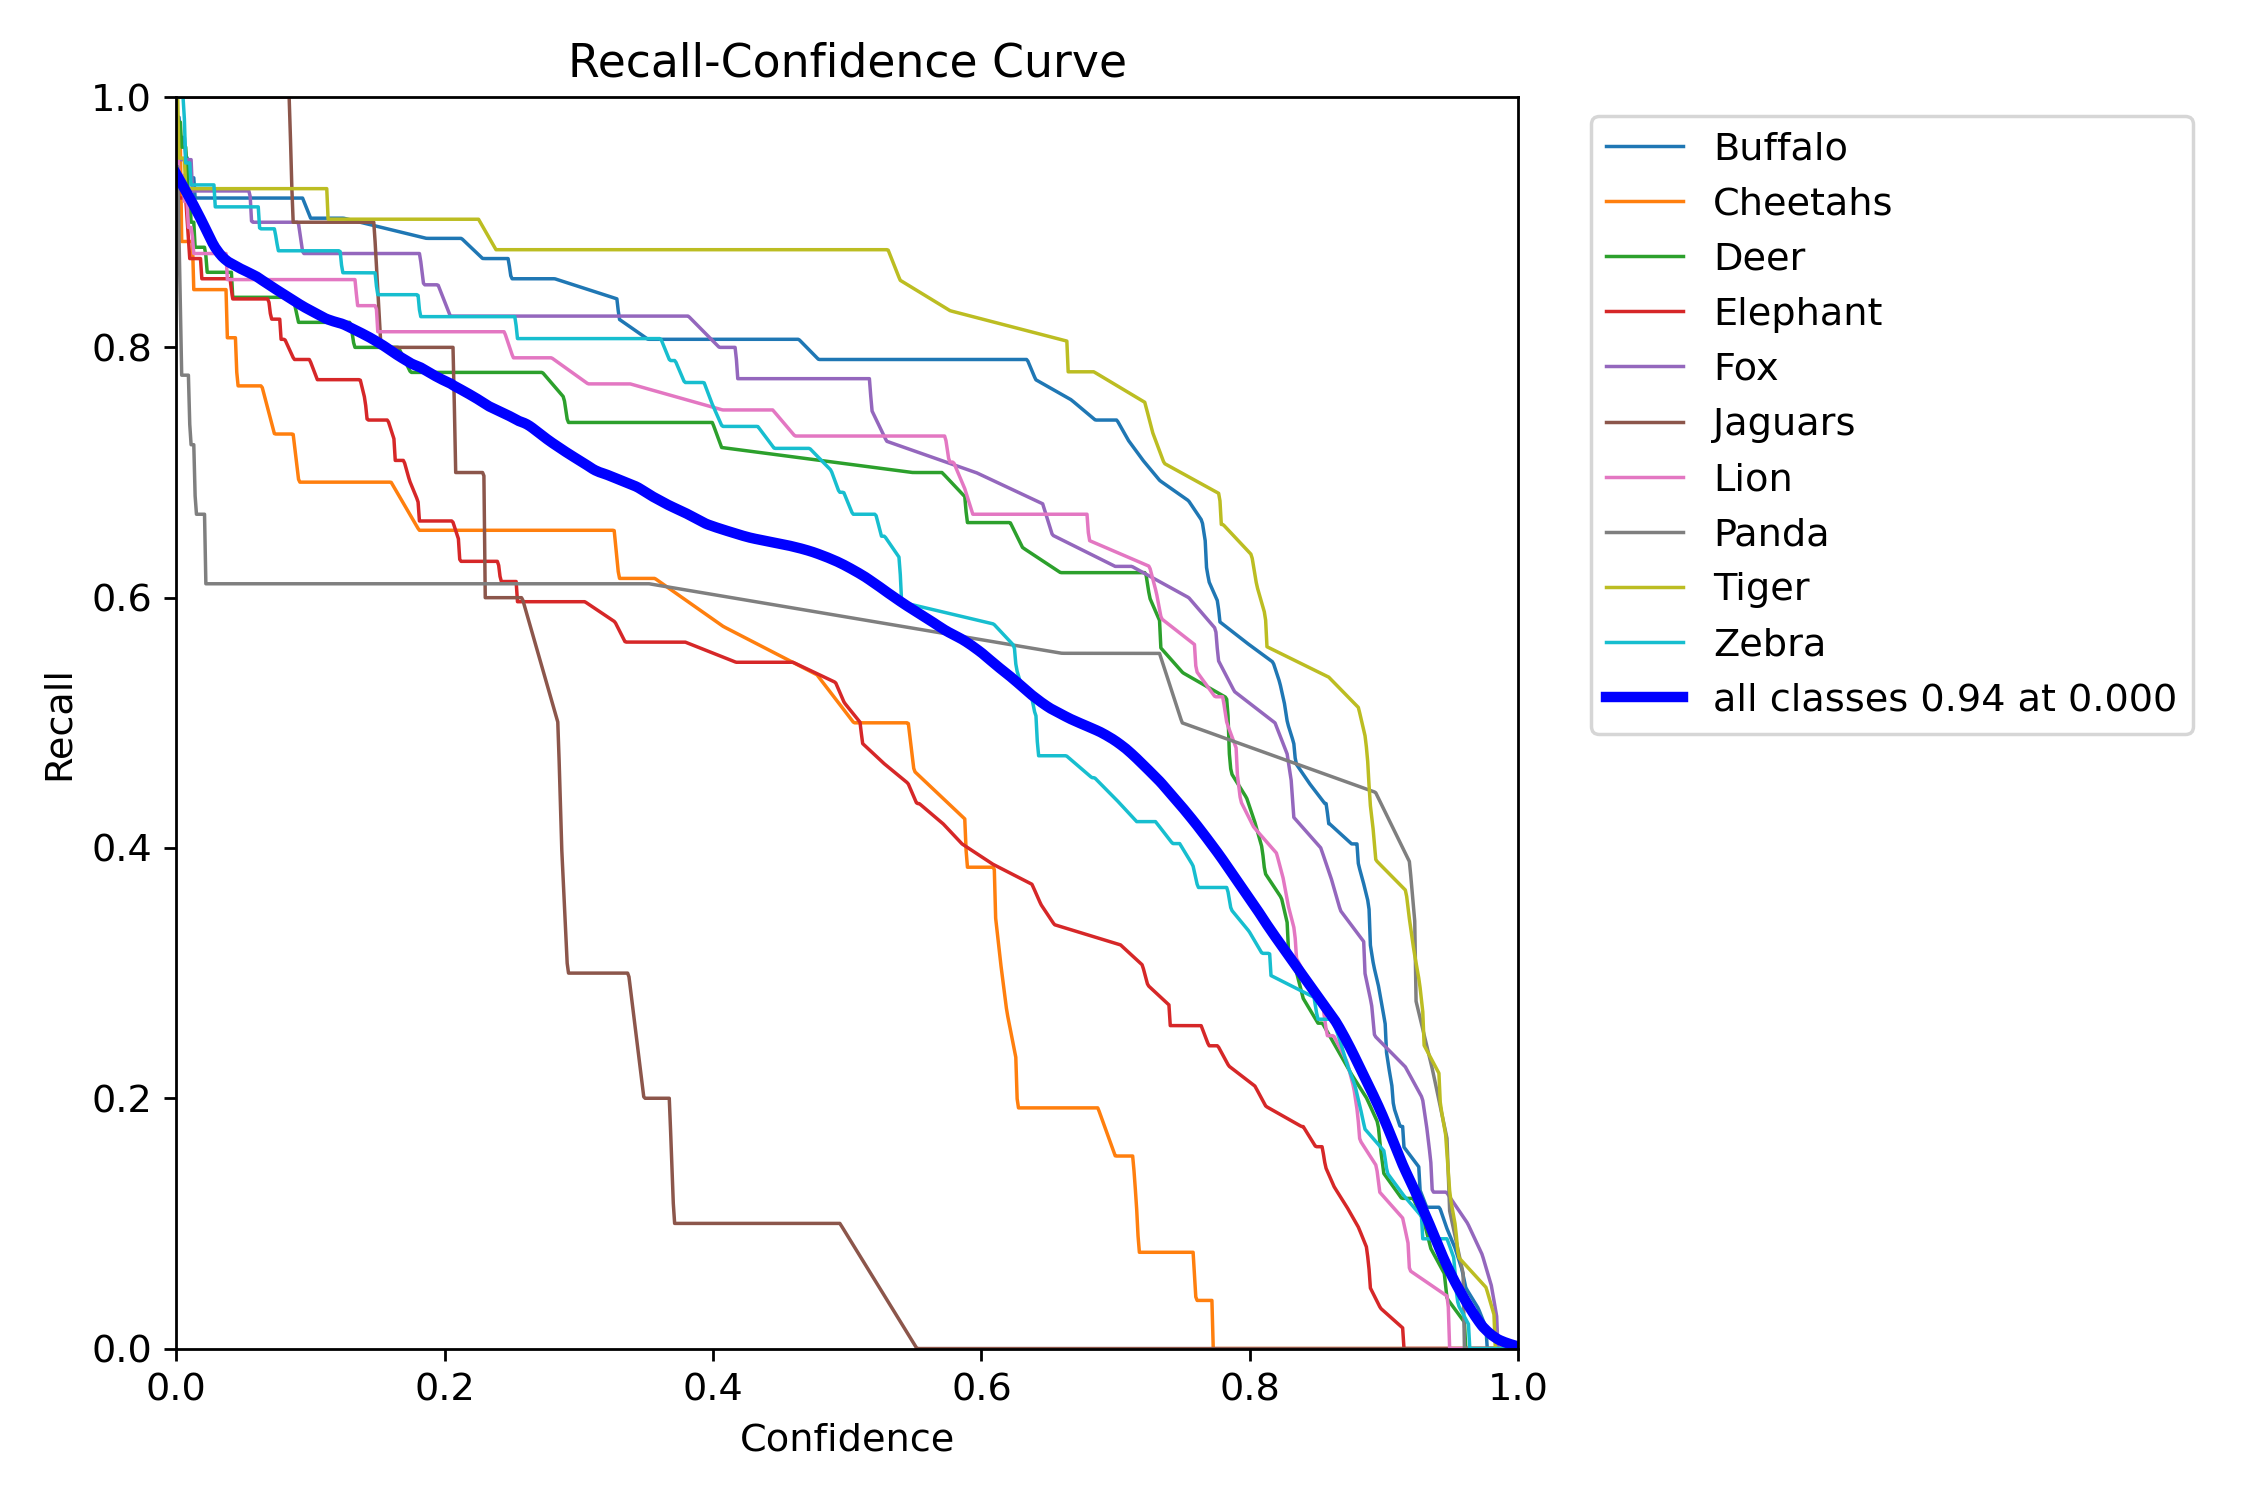 Recall-Confidence Curve
1.0
0.8
0.6
0.4
0.2
0.0
Recall
0.0 0.2 0.4 0.6 0.8 1.0
Confidence
Buffalo
Cheetahs
Deer
Elephant
Fox
Jaguars
Lion
Panda
Tiger
Zebra
all classes 0.94 at 0.000